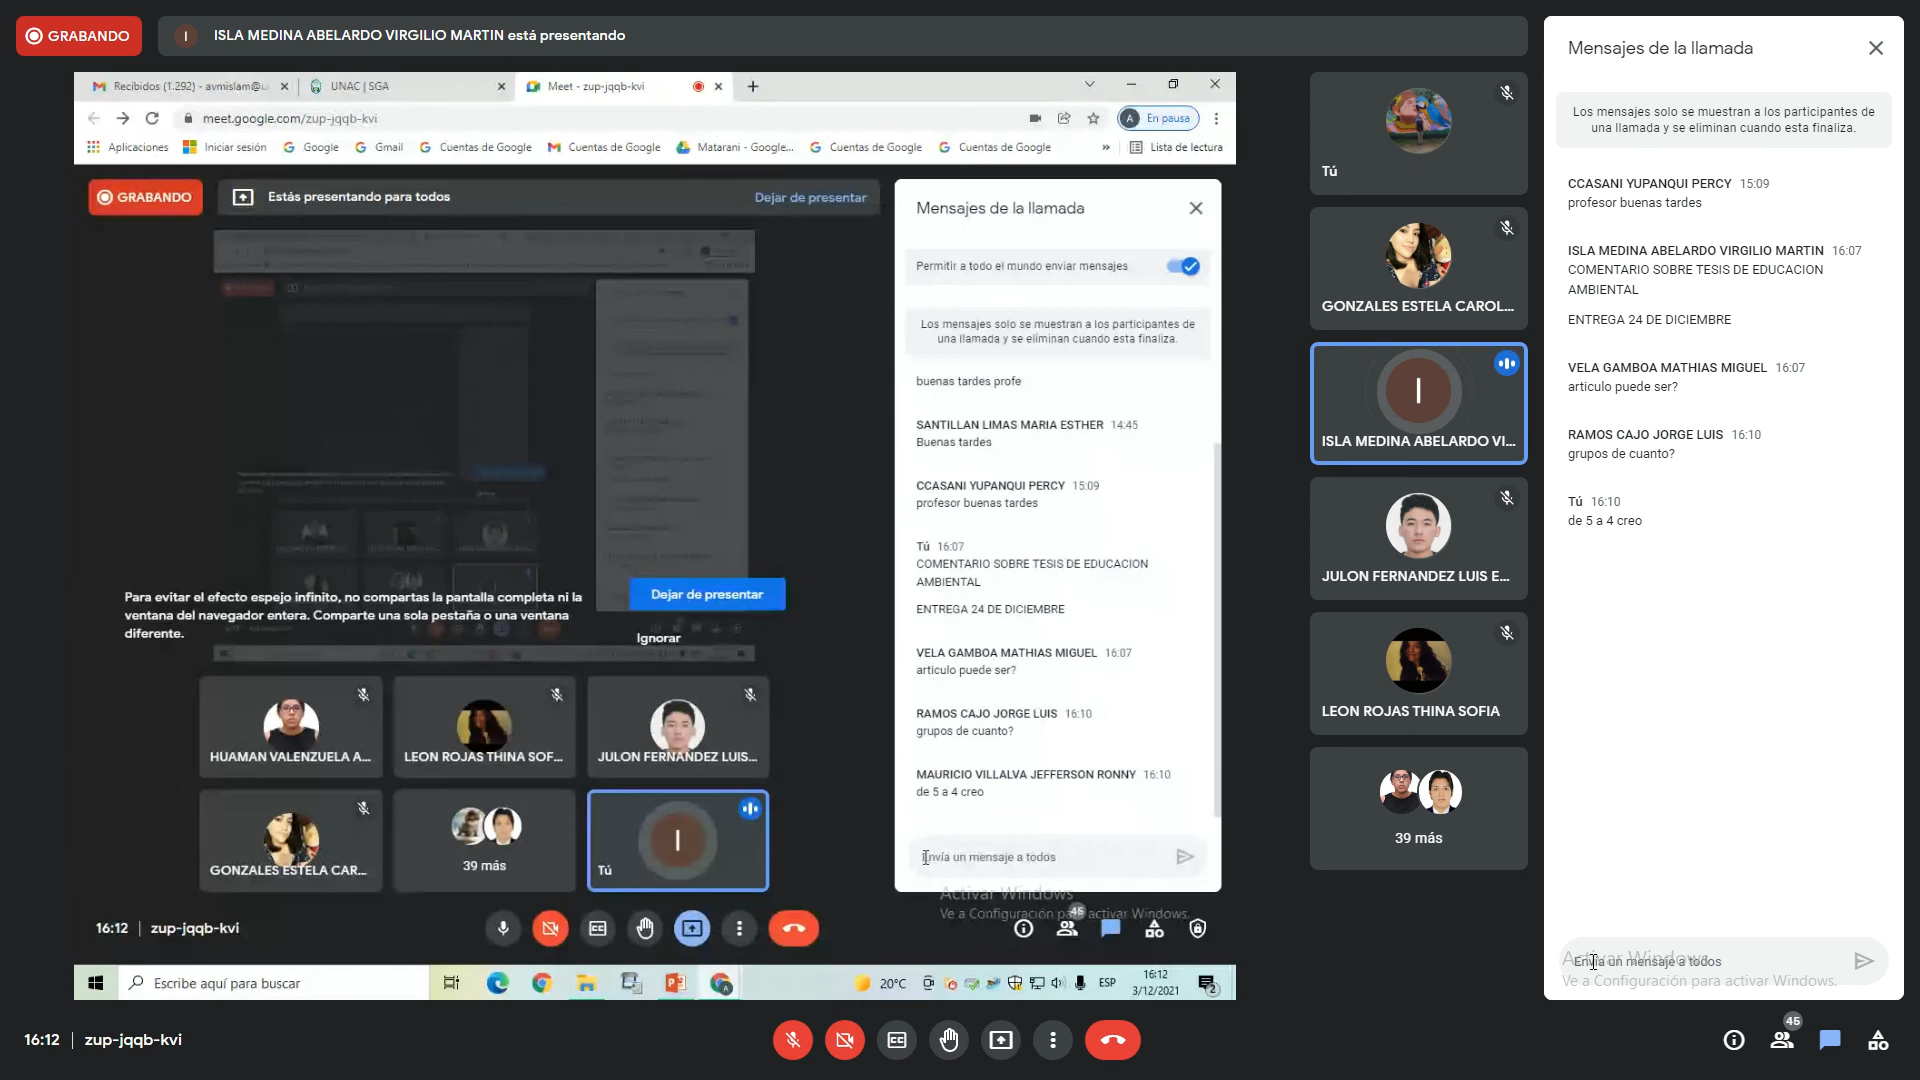 GRABANDO
I
ISLA MEDINA ABELARDO VIRGILIO MARTIN está presentando
Recibidos (1.292) - avmislam@u
UNAC | SGA
Meet - zup-jqqb-kvi
meet.google.com/zup-jqqb-kvi
A
En pausa
Aplicaciones
Iniciar sesión
Google
Gmail
Cuentas de Google
Cuentas de Google
Matarani - Google...
Cuentas de Google
Cuentas de Google
»
Lista de lectura
GRABANDO
Estás presentando para todos
Dejar de presentar
Para evitar el efecto espejo infinito, no compartas la pantalla completa ni la
ventana del navegador entera. Comparte una sola pestaña o una ventana
diferente.
Dejar de presentar
Ignorar
HUAMAN VALENZUELA A...
LEON ROJAS THINA SOF...
JULON FERNANDEZ LUIS...
GONZALES ESTELA CAR...
39 más
I
Tú
Mensajes de la llamada
Permitir a todo el mundo enviar mensajes
Los mensajes solo se muestran a los participantes de
una llamada y se eliminan cuando esta finaliza.
buenas tardes profe
SANTILLAN LIMAS MARIA ESTHER 14:45
Buenas tardes
CCASANI YUPANQUI PERCY 15:09
profesor buenas tardes
Tú 16:07
COMENTARIO SOBRE TESIS DE EDUCACION
AMBIENTAL
ENTREGA 24 DE DICIEMBRE
VELA GAMBOA MATHIAS MIGUEL 16:07
articulo puede ser?
RAMOS CAJO JORGE LUIS 16:10
grupos de cuanto?
MAURICIO VILLALVA JEFFERSON RONNY 16:10
de 5 a 4 creo
Envía un mensaje a todos
Activar Windows
Ve a Configuración para activar Windows.
16:12 | zup-jqqb-kvi
45
Escribe aquí para buscar
20°C
ESP
16:12
3/12/2021
2
Tú
GONZALES ESTELA CAROL...
I
ISLA MEDINA ABELARDO VI...
JULON FERNANDEZ LUIS E...
LEON ROJAS THINA SOFIA
39 más
Mensajes de la llamada
Los mensajes solo se muestran a los participantes de
una llamada y se eliminan cuando esta finaliza.
CCASANI YUPANQUI PERCY 15:09
profesor buenas tardes
ISLA MEDINA ABELARDO VIRGILIO MARTIN 16:07
COMENTARIO SOBRE TESIS DE EDUCACION
AMBIENTAL
ENTREGA 24 DE DICIEMBRE
VELA GAMBOA MATHIAS MIGUEL 16:07
articulo puede ser?
RAMOS CAJO JORGE LUIS 16:10
grupos de cuanto?
Tú 16:10
de 5 a 4 creo
Envía un mensaje a todos
Activar Windows
Ve a Configuración para activar Windows.
16:12 | zup-jqqb-kvi
45